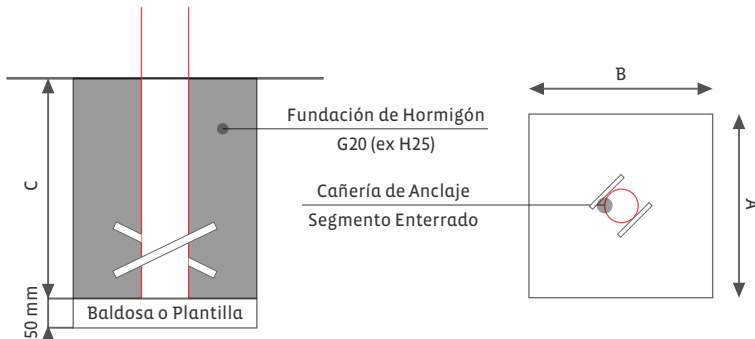 C
50 mm
Baldosa o Plantilla
Fundación de Hormigón
G20 (ex H25)
Cañería de Anclaje
Segmento Enterrado
B
A